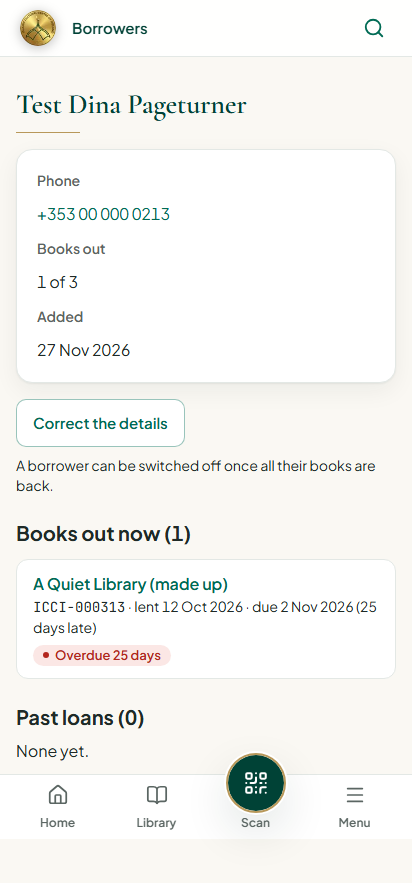 Borrowers
Test Dina Pageturner
Phone
+353 00 000 0213
Books out
1 of 3
Added
27 Nov 2026
Correct the details
A borrower can be switched off once all their books are
back.
Books out now (1)
A Quiet Library (made up)
ICCI-000313 · lent 12 Oct 2026 · due 2 Nov 2026 (25
days late)
Overdue 25 days
Past loans (0)
None yet.
Home
Library
Scan
Menu